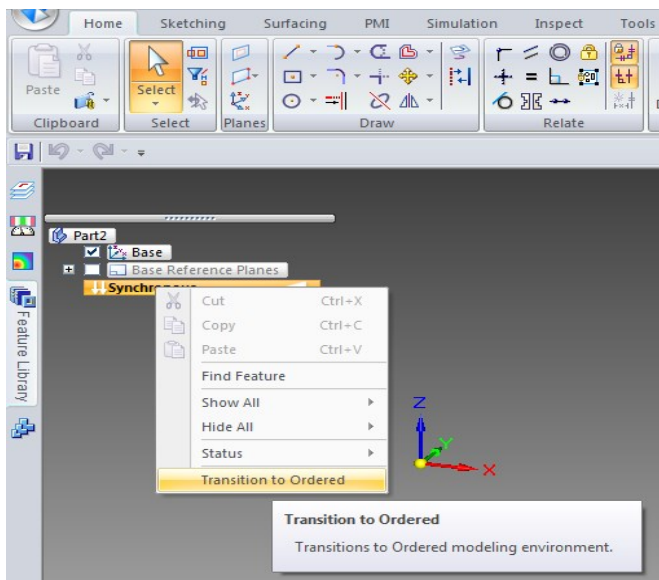 Home Sketching Surfacing PMI Simulation Inspect Tools
Paste
Select
Clipboard Select Planes Draw Relate
Part2
Base
Base Reference Planes
Synchronous
Cut Ctrl+X
Copy Ctrl+C
Paste Ctrl+V
Find Feature
Show All
Hide All
Status
Transition to Ordered
Transition to Ordered
Transitions to Ordered modeling environment.
Feature Library
Z
Y
X